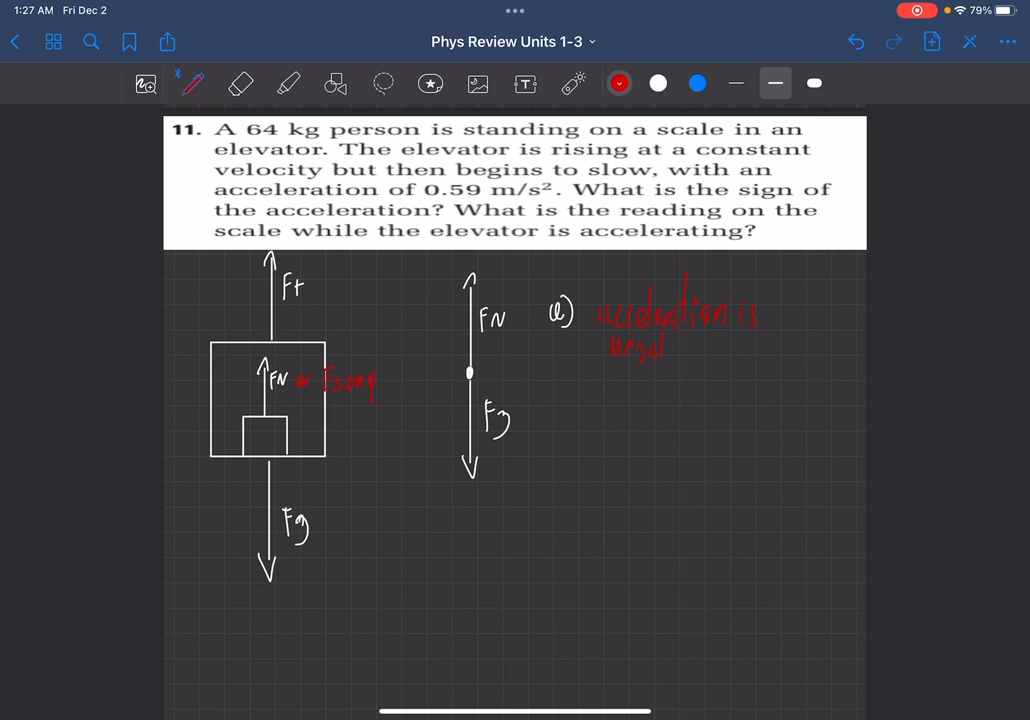 1:27 AM Fri Dec 2
79%
Phys Review Units 1-3
T
11. A 64 kg person is standing on a scale in an
elevator. The elevator is rising at a constant
velocity but then begins to slow, with an
acceleration of 0.59 m/s². What is the sign of
the acceleration? What is the reading on the
scale while the elevator is accelerating?
Ft
FN
a) acceleration is
negat
FN or
Fg
Fg